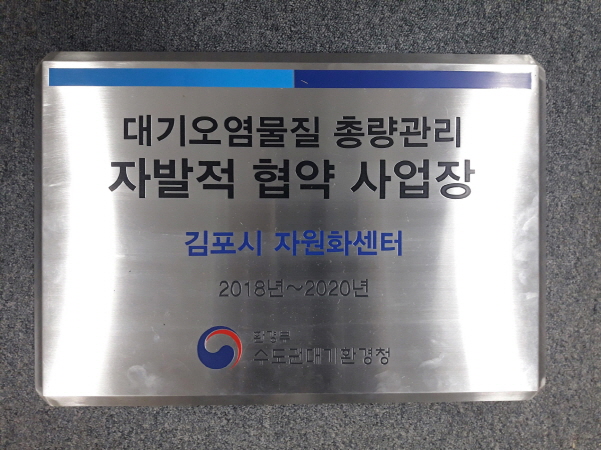 대기오염물질 총량관리
자발적 협약 사업장
김포시 자원화센터
2018년~2020년
환경부
수도권대기환경청